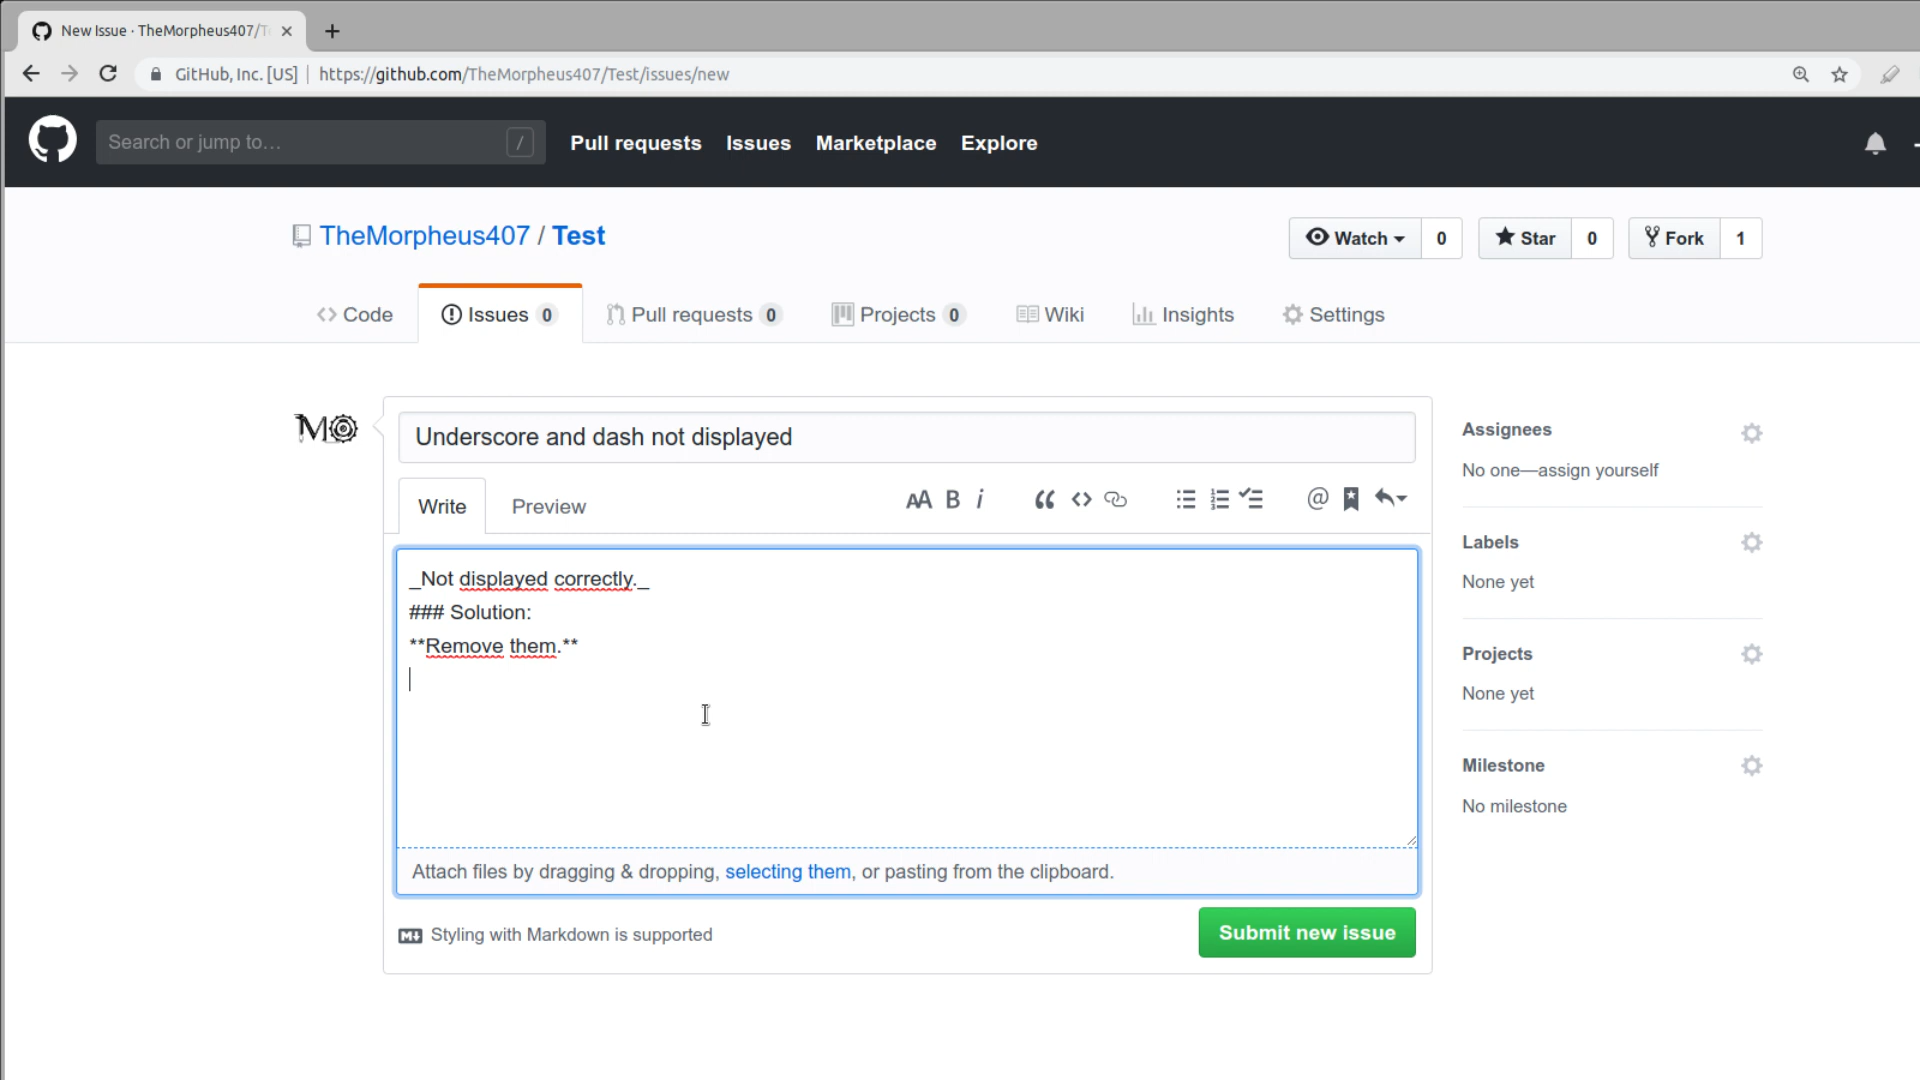 New Issue · TheMorpheus407/T
GitHub, Inc. [US] | https://github.com/TheMorpheus407/Test/issues/new
Search or jump to… /
Pull requests Issues Marketplace Explore
TheMorpheus407 / Test
Watch 0 Star 0 Fork 1
Code Issues 0 Pull requests 0 Projects 0 Wiki Insights Settings
MO
Underscore and dash not displayed
Write Preview AA B i
_Not displayed correctly._
### Solution:
**Remove them.**
Attach files by dragging & dropping, selecting them, or pasting from the clipboard.
Styling with Markdown is supported
Submit new issue
Assignees
No one—assign yourself
Labels
None yet
Projects
None yet
Milestone
No milestone